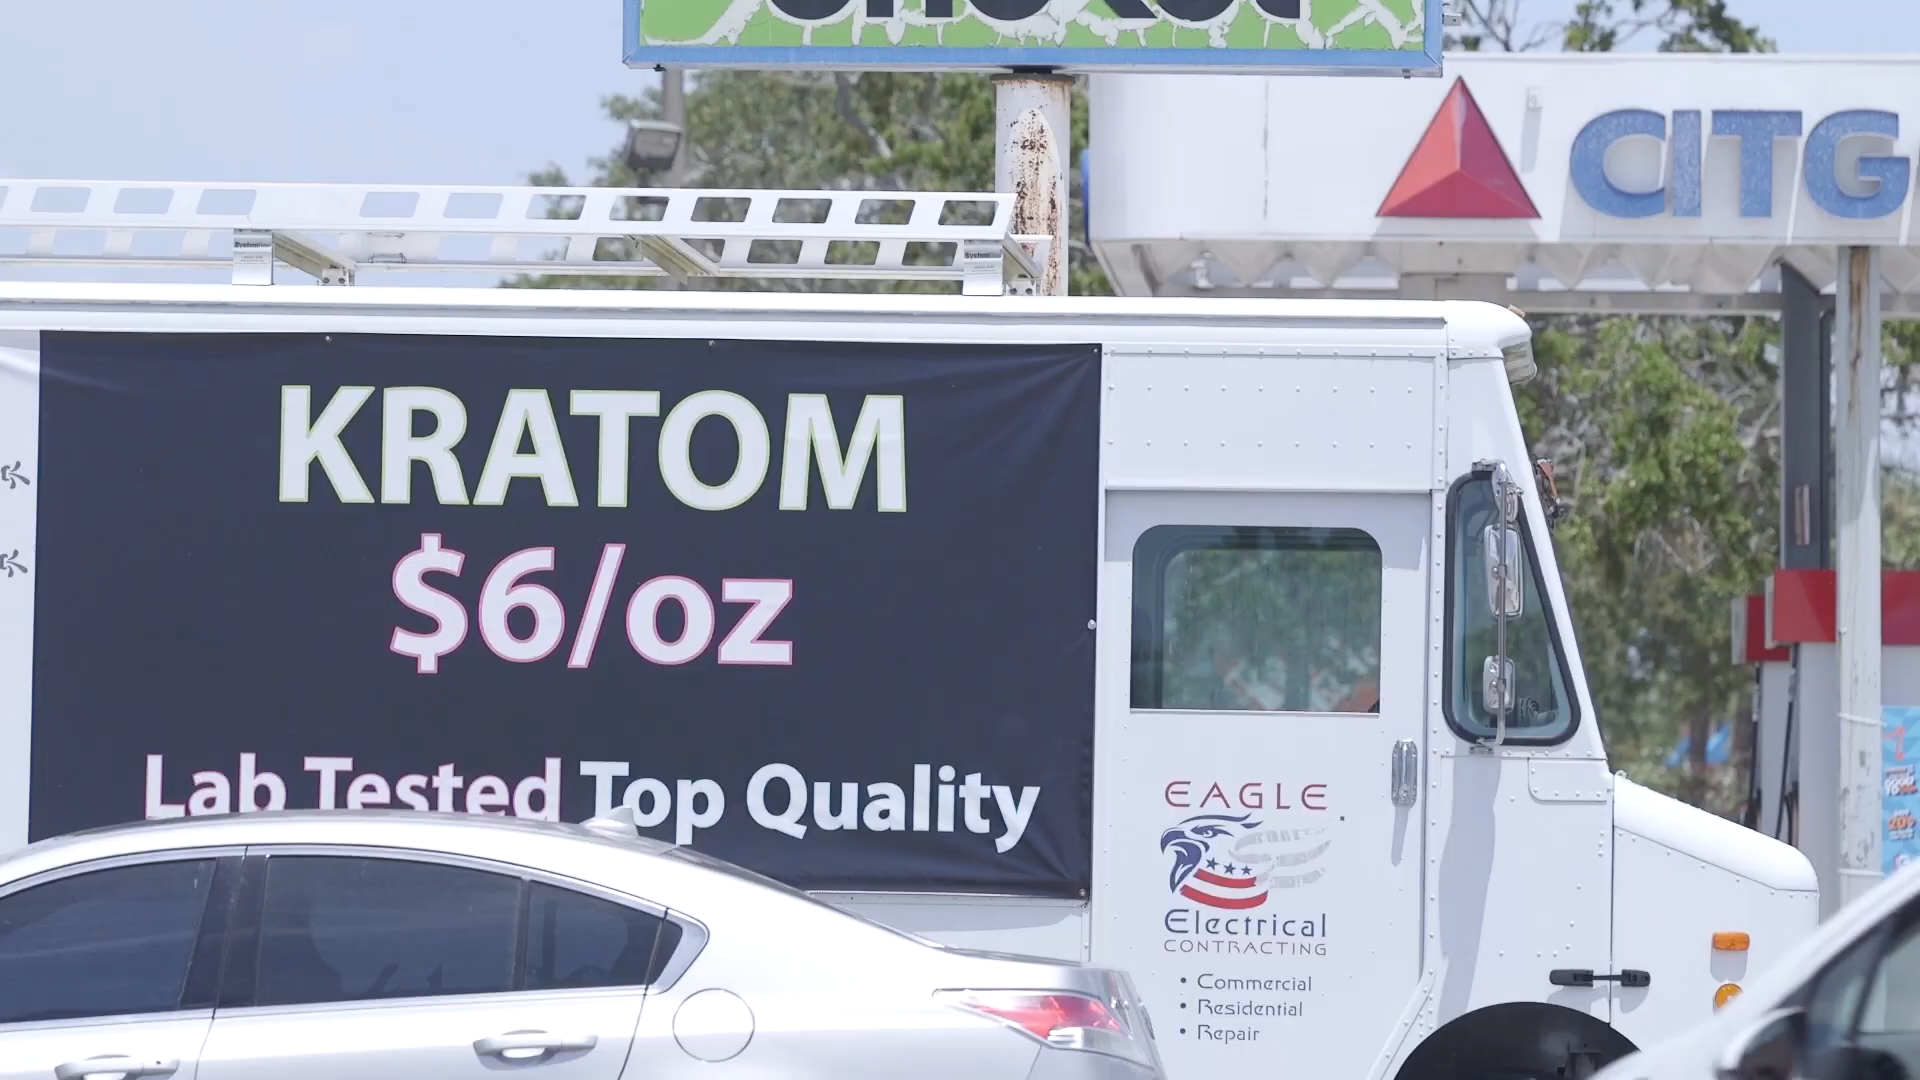 CITG
KRATOM
$6/oz
Lab Tested Top Quality
EAGLE
Electrical
CONTRACTING
• Commercial
• Residential
• Repair